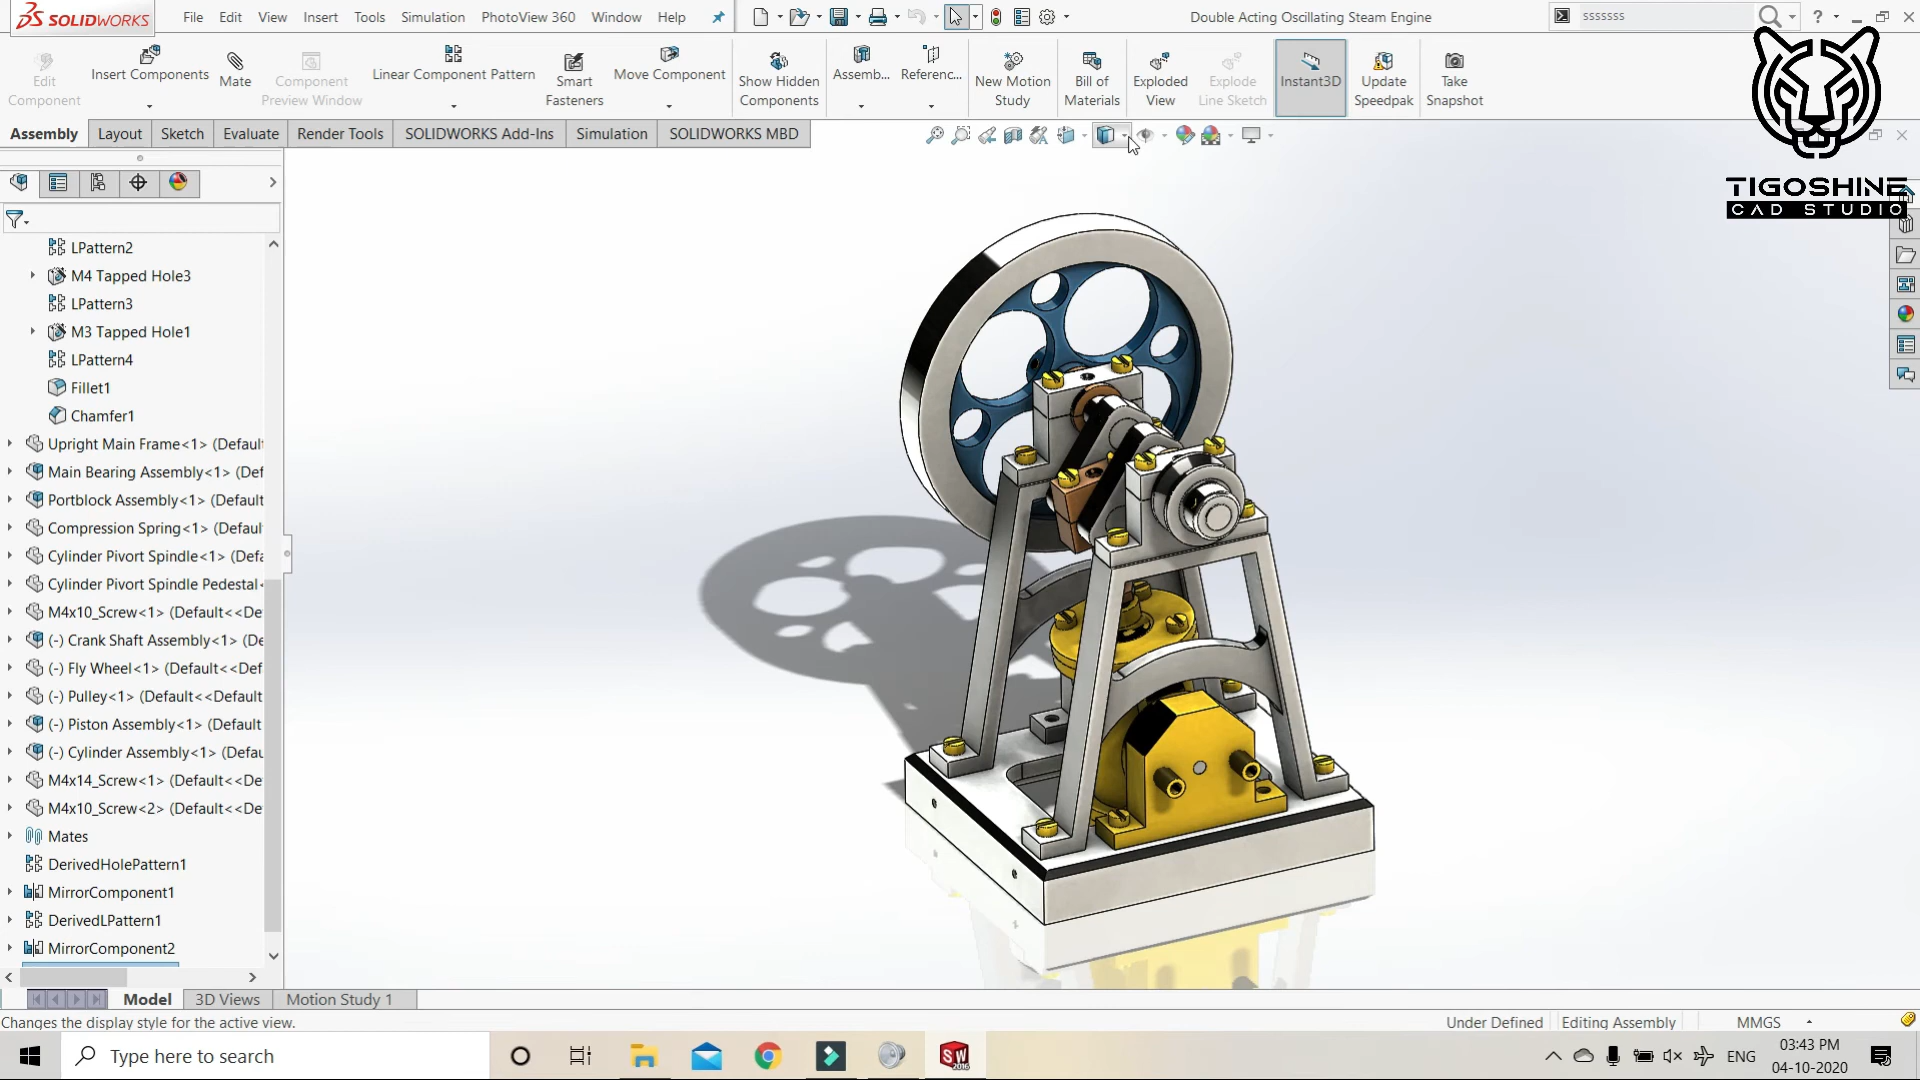 SOLIDWORKS
File Edit View Insert Tools Simulation PhotoView 360 Window Help
Double Acting Oscillating Steam Engine
sssssss
?
Edit Component
Insert Components
Mate
Component Preview Window
Linear Component Pattern
Smart Fasteners
Move Component
Show Hidden Components
Assemb...
Referenc...
New Motion Study
Bill of Materials
Exploded View
Explode Line Sketch
Instant3D
Update Speedpak
Take Snapshot
Assembly Layout Sketch Evaluate Render Tools SOLIDWORKS Add-Ins Simulation SOLIDWORKS MBD
TIGOSHINE
CAD STUDIO
LPattern2
M4 Tapped Hole3
LPattern3
M3 Tapped Hole1
LPattern4
Fillet1
Chamfer1
Upright Main Frame<1> (Default
Main Bearing Assembly<1> (Def
Portblock Assembly<1> (Default
Compression Spring<1> (Defaul
Cylinder Pivort Spindle<1> (Defa
Cylinder Pivort Spindle Pedestal<
M4x10_Screw<1> (Default<<De
(-) Crank Shaft Assembly<1> (De
(-) Fly Wheel<1> (Default<<Def
(-) Pulley<1> (Default<<Default
(-) Piston Assembly<1> (Default
(-) Cylinder Assembly<1> (Defau
M4x14_Screw<1> (Default<<De
M4x10_Screw<2> (Default<<De
Mates
DerivedHolePattern1
MirrorComponent1
DerivedLPattern1
MirrorComponent2
Model 3D Views Motion Study 1
Changes the display style for the active view.
Under Defined Editing Assembly MMGS
Type here to search
SW
2016
ENG
03:43 PM
04-10-2020